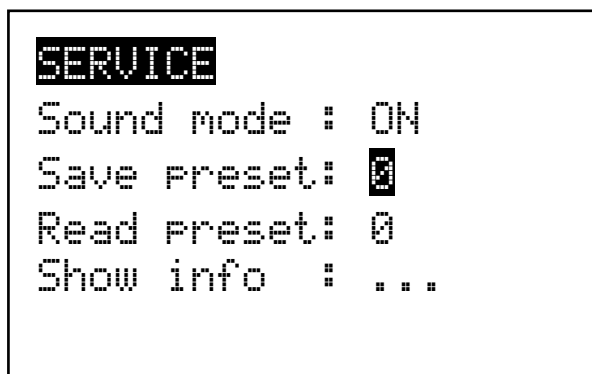 SERVICE
Sound mode : ON
Save preset: 0
Read preset: 0
Show info  : ...